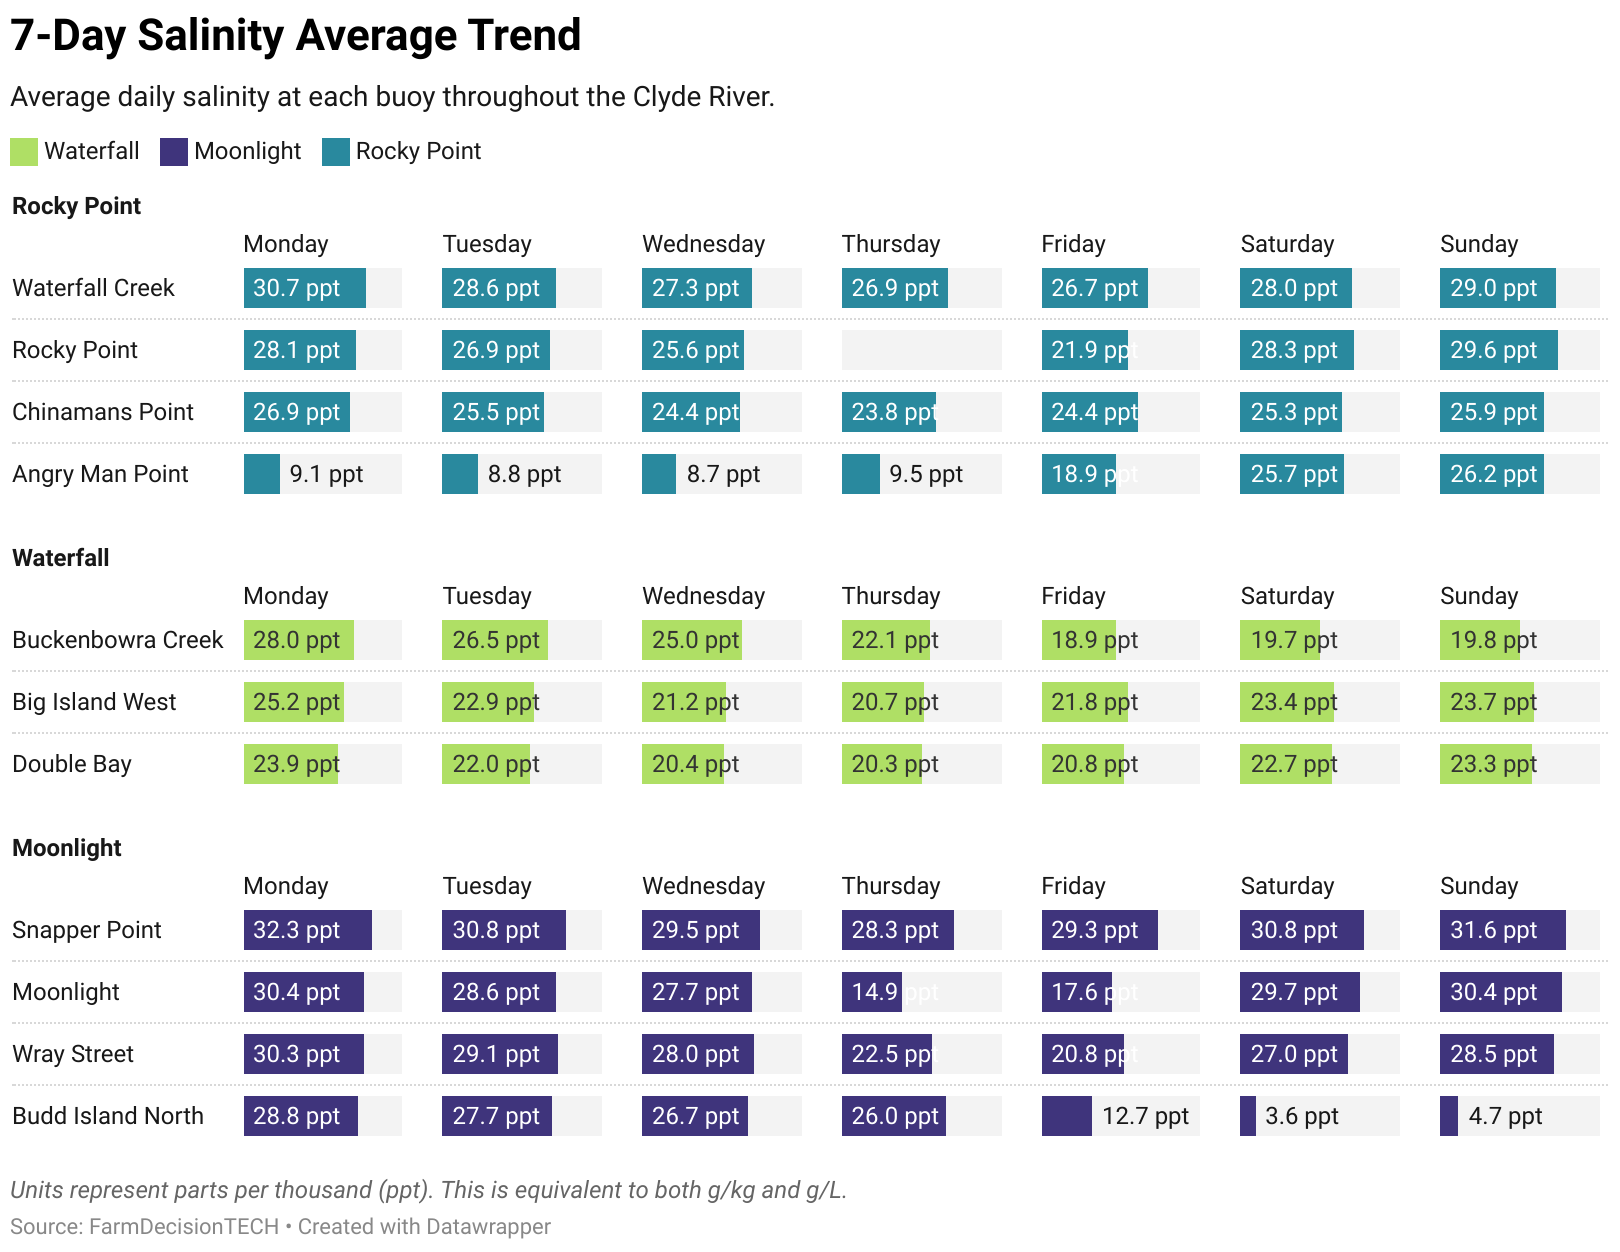 7-Day Salinity Average Trend
Average daily salinity at each buoy throughout the Clyde River.
Waterfall Moonlight Rocky Point
Rocky Point
Monday Tuesday Wednesday Thursday Friday Saturday Sunday
Waterfall Creek 30.7 ppt 28.6 ppt 27.3 ppt 26.9 ppt 26.7 ppt 28.0 ppt 29.0 ppt
Rocky Point 28.1 ppt 26.9 ppt 25.6 ppt 21.9 ppt 28.3 ppt 29.6 ppt
Chinamans Point 26.9 ppt 25.5 ppt 24.4 ppt 23.8 ppt 24.4 ppt 25.3 ppt 25.9 ppt
Angry Man Point 9.1 ppt 8.8 ppt 8.7 ppt 9.5 ppt 18.9 ppt 25.7 ppt 26.2 ppt
Waterfall
Monday Tuesday Wednesday Thursday Friday Saturday Sunday
Buckenbowra Creek 28.0 ppt 26.5 ppt 25.0 ppt 22.1 ppt 18.9 ppt 19.7 ppt 19.8 ppt
Big Island West 25.2 ppt 22.9 ppt 21.2 ppt 20.7 ppt 21.8 ppt 23.4 ppt 23.7 ppt
Double Bay 23.9 ppt 22.0 ppt 20.4 ppt 20.3 ppt 20.8 ppt 22.7 ppt 23.3 ppt
Moonlight
Monday Tuesday Wednesday Thursday Friday Saturday Sunday
Snapper Point 32.3 ppt 30.8 ppt 29.5 ppt 28.3 ppt 29.3 ppt 30.8 ppt 31.6 ppt
Moonlight 30.4 ppt 28.6 ppt 27.7 ppt 14.9 ppt 17.6 ppt 29.7 ppt 30.4 ppt
Wray Street 30.3 ppt 29.1 ppt 28.0 ppt 22.5 ppt 20.8 ppt 27.0 ppt 28.5 ppt
Budd Island North 28.8 ppt 27.7 ppt 26.7 ppt 26.0 ppt 12.7 ppt 3.6 ppt 4.7 ppt
Units represent parts per thousand (ppt). This is equivalent to both g/kg and g/L.
Source: FarmDecisionTECH • Created with Datawrapper